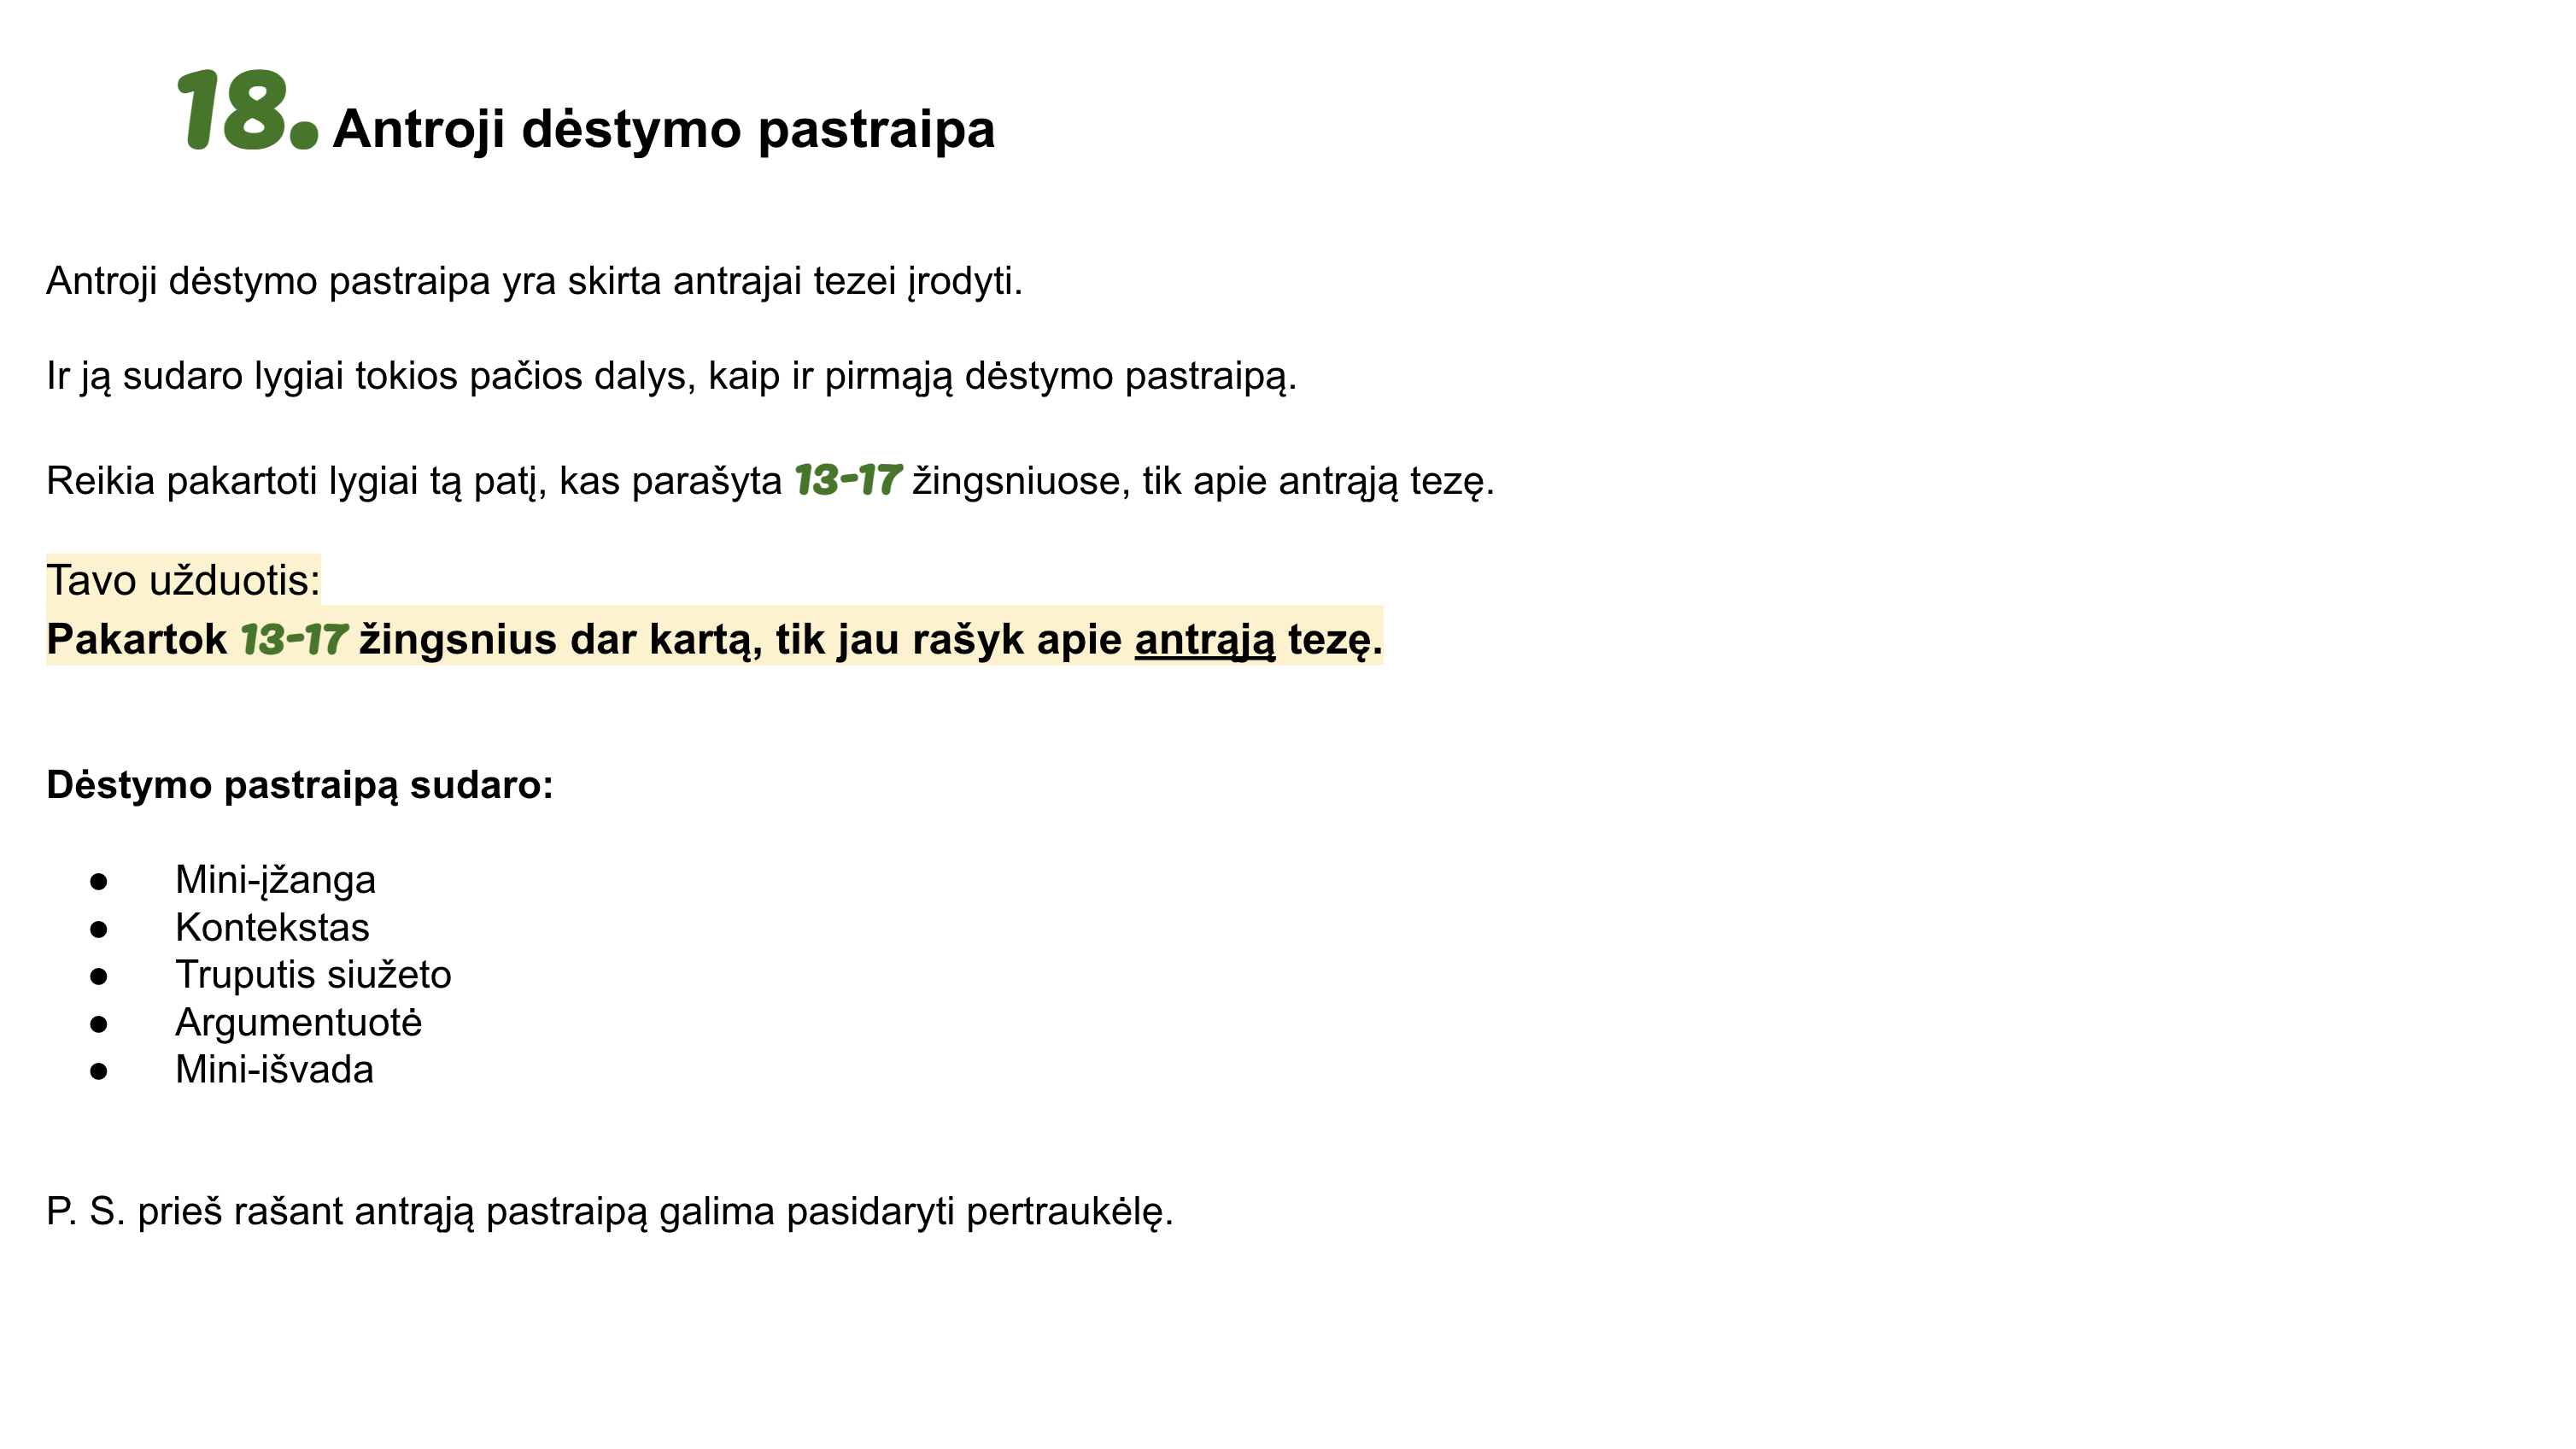 18. Antroji dėstymo pastraipa
Antroji dėstymo pastraipa yra skirta antrajai tezei įrodyti.
Ir ją sudaro lygiai tokios pačios dalys, kaip ir pirmąją dėstymo pastraipą.
Reikia pakartoti lygiai tą patį, kas parašyta 13-17 žingsniuose, tik apie antrąją tezę.
Tavo užduotis:
Pakartok 13-17 žingsnius dar kartą, tik jau rašyk apie antrąją tezę.
Dėstymo pastraipą sudaro:
● Mini-įžanga
● Kontekstas
● Truputis siužeto
● Argumentuotė
● Mini-išvada
P. S. prieš rašant antrąją pastraipą galima pasidaryti pertraukėlę.